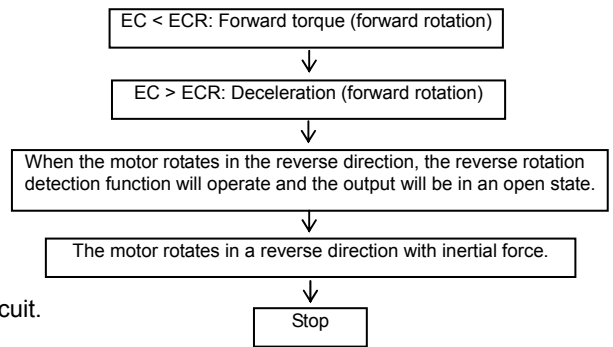 EC < ECR: Forward torque (forward rotation)
EC > ECR: Deceleration (forward rotation)
When the motor rotates in the reverse direction, the reverse rotation
detection function will operate and the output will be in an open state.
The motor rotates in a reverse direction with inertial force.
cuit.
Stop